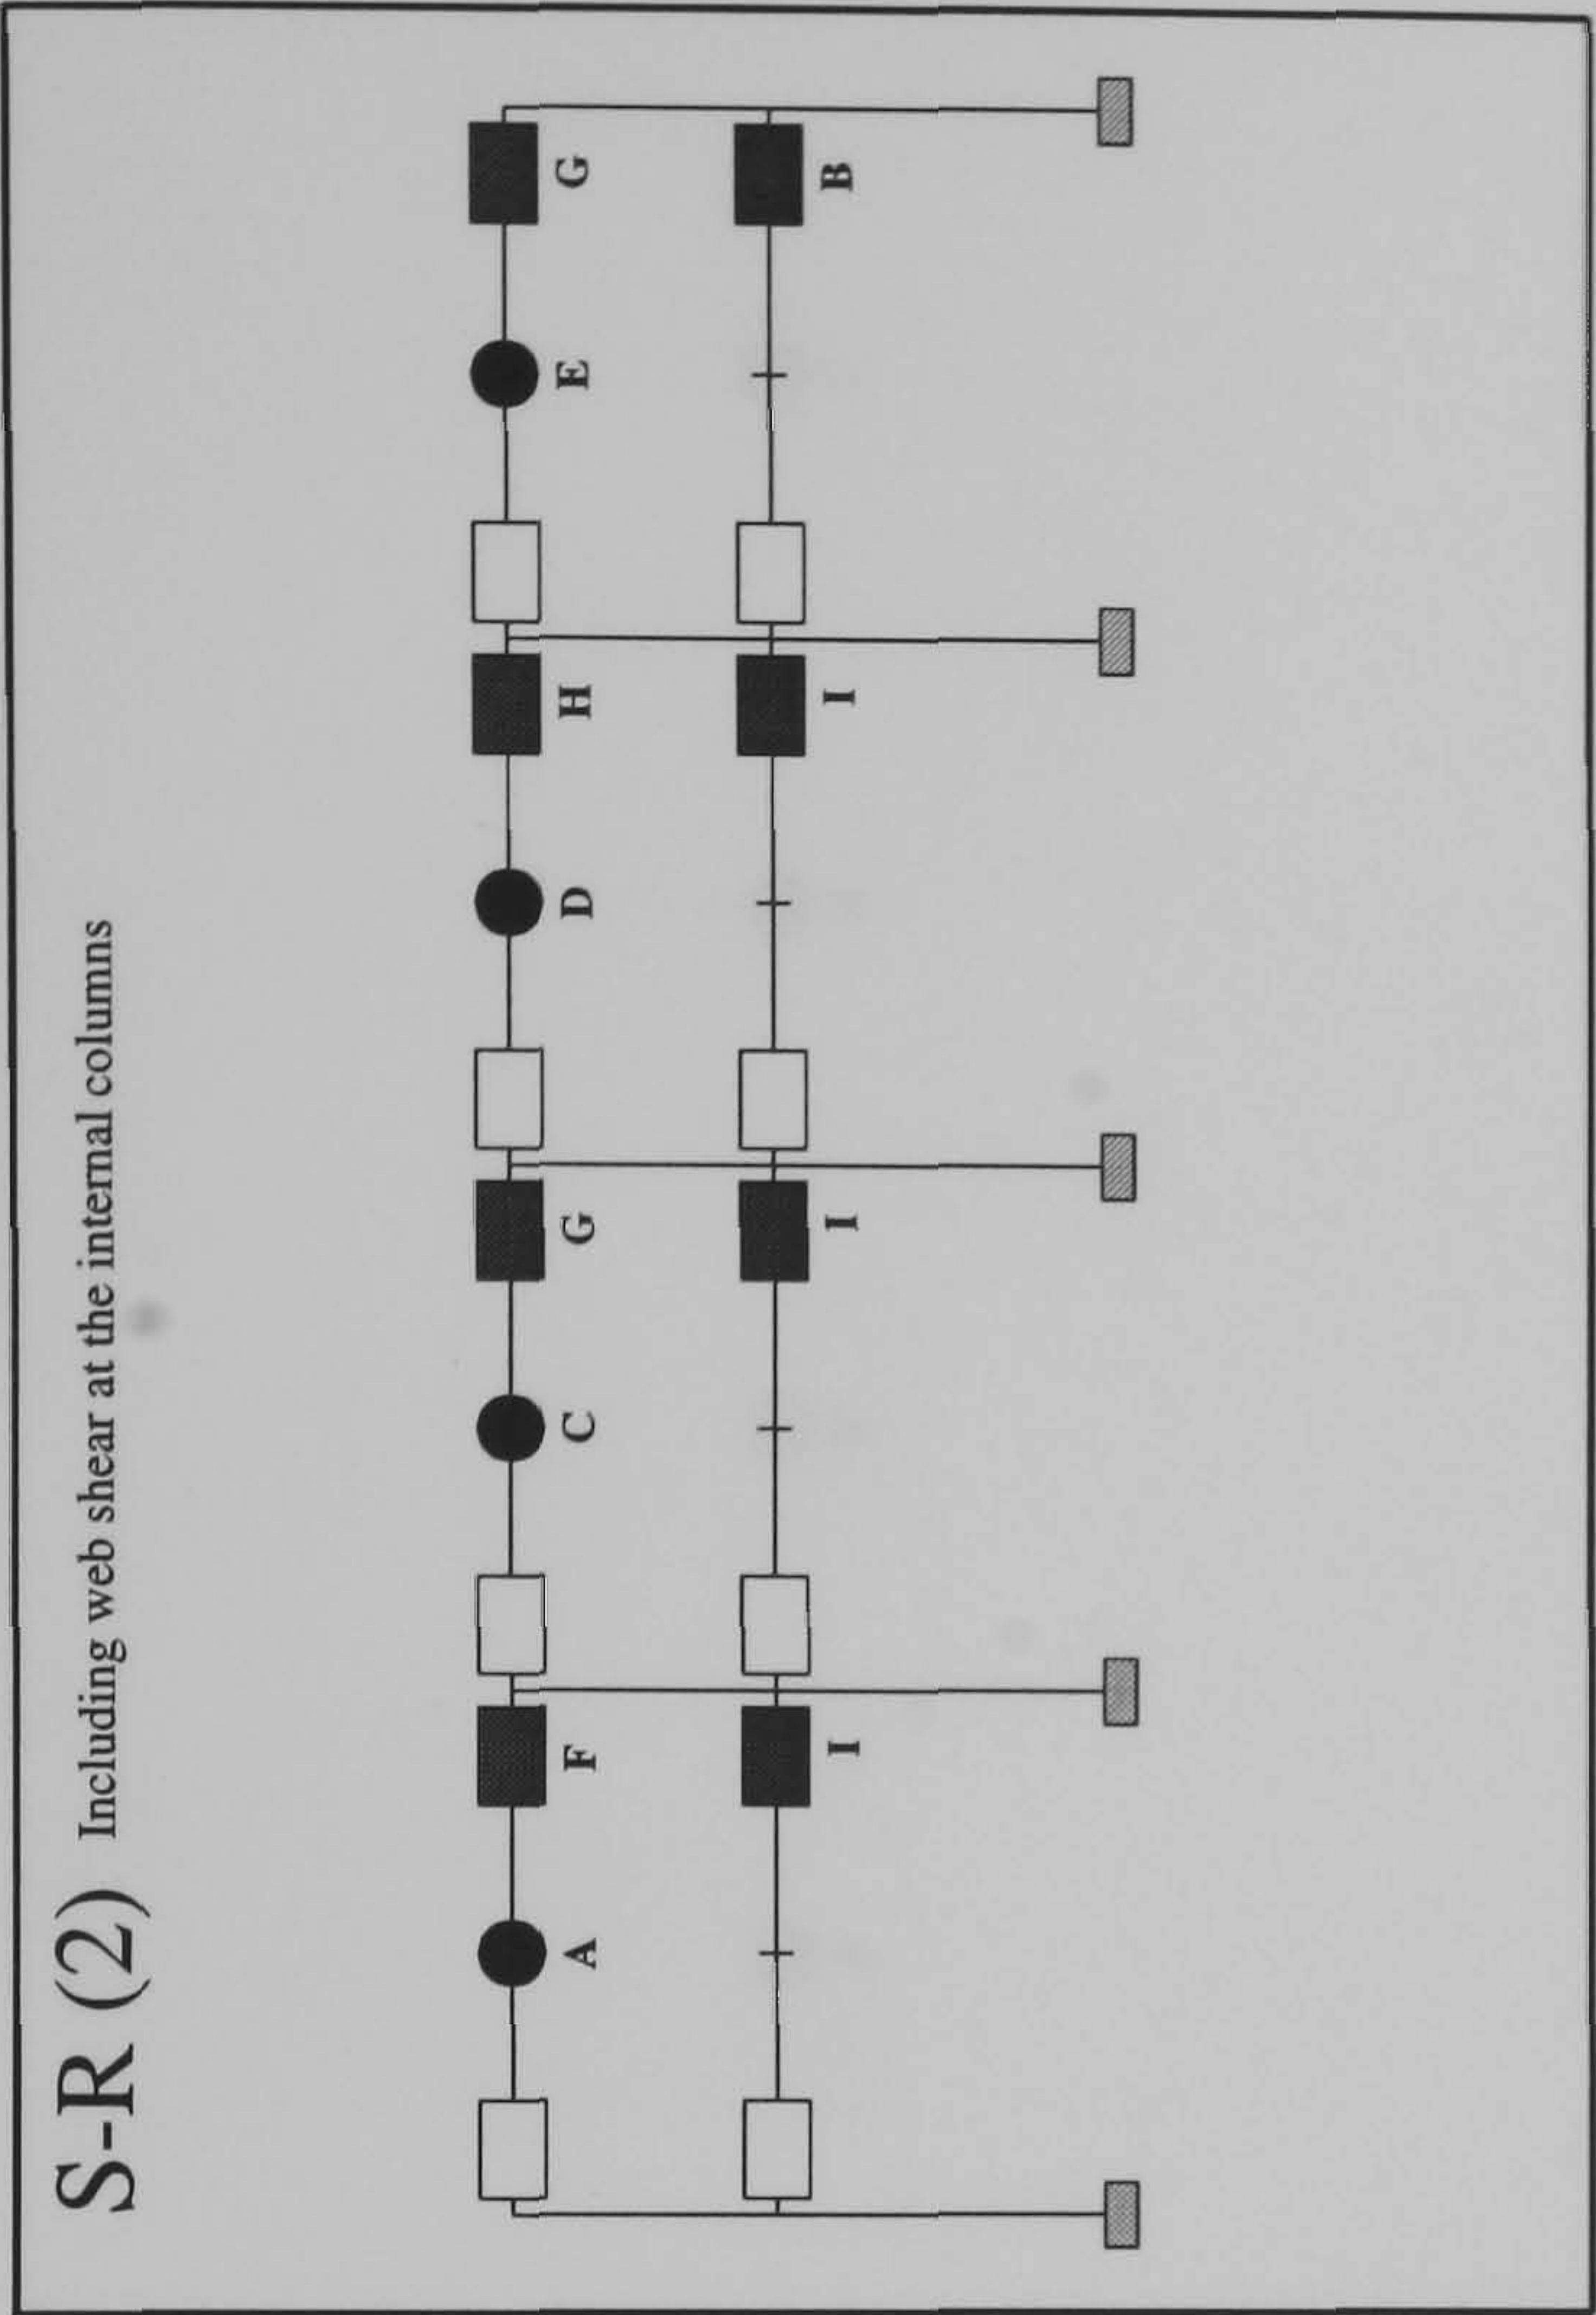 S-R (2) Including web shear at the internal columns
A F C G D H E G
I I I B